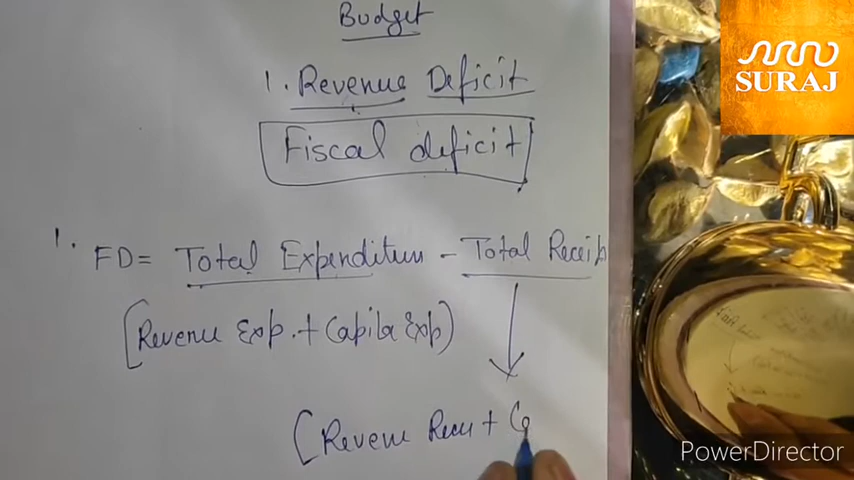 Budget
1. Revenue Deficit
Fiscal deficit
1. FD = Total Expenditure - Total Receipts
[Revenue Exp. + Capital Exp)
[Revenue Recei + Ca
SURAJ
PowerDirector